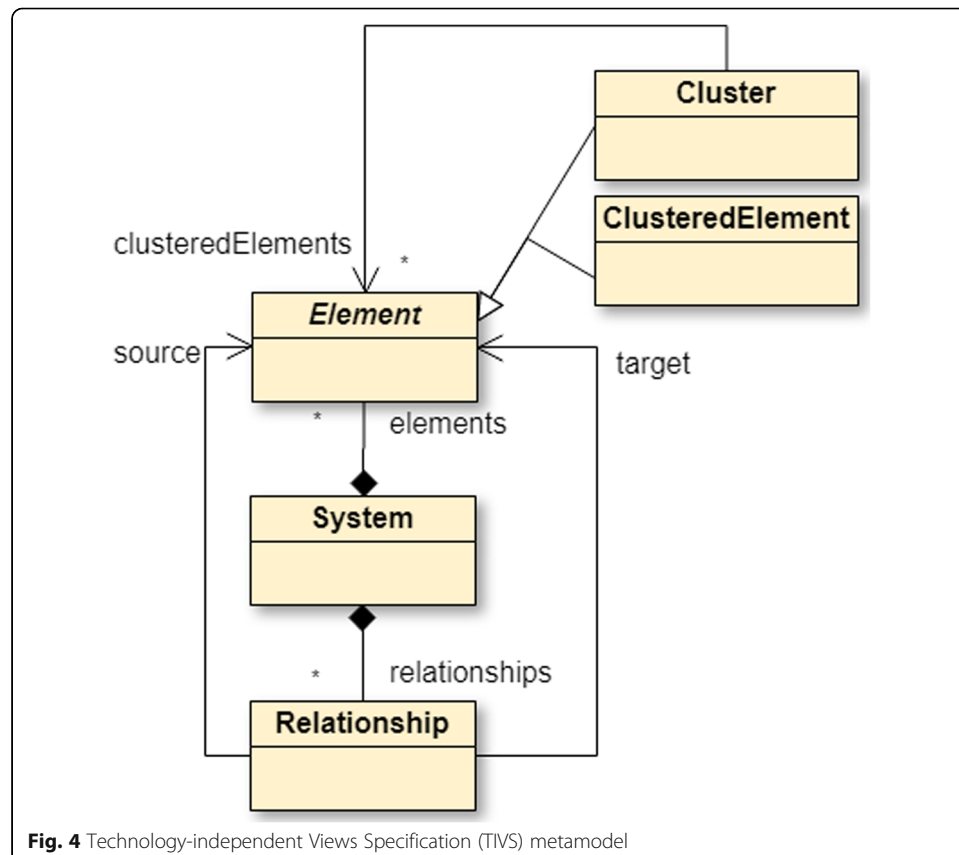 Cluster
ClusteredElement
clusteredElements
*
Element
source
target
*
elements
System
*
relationships
Relationship
Fig. 4 Technology-independent Views Specification (TIVS) metamodel